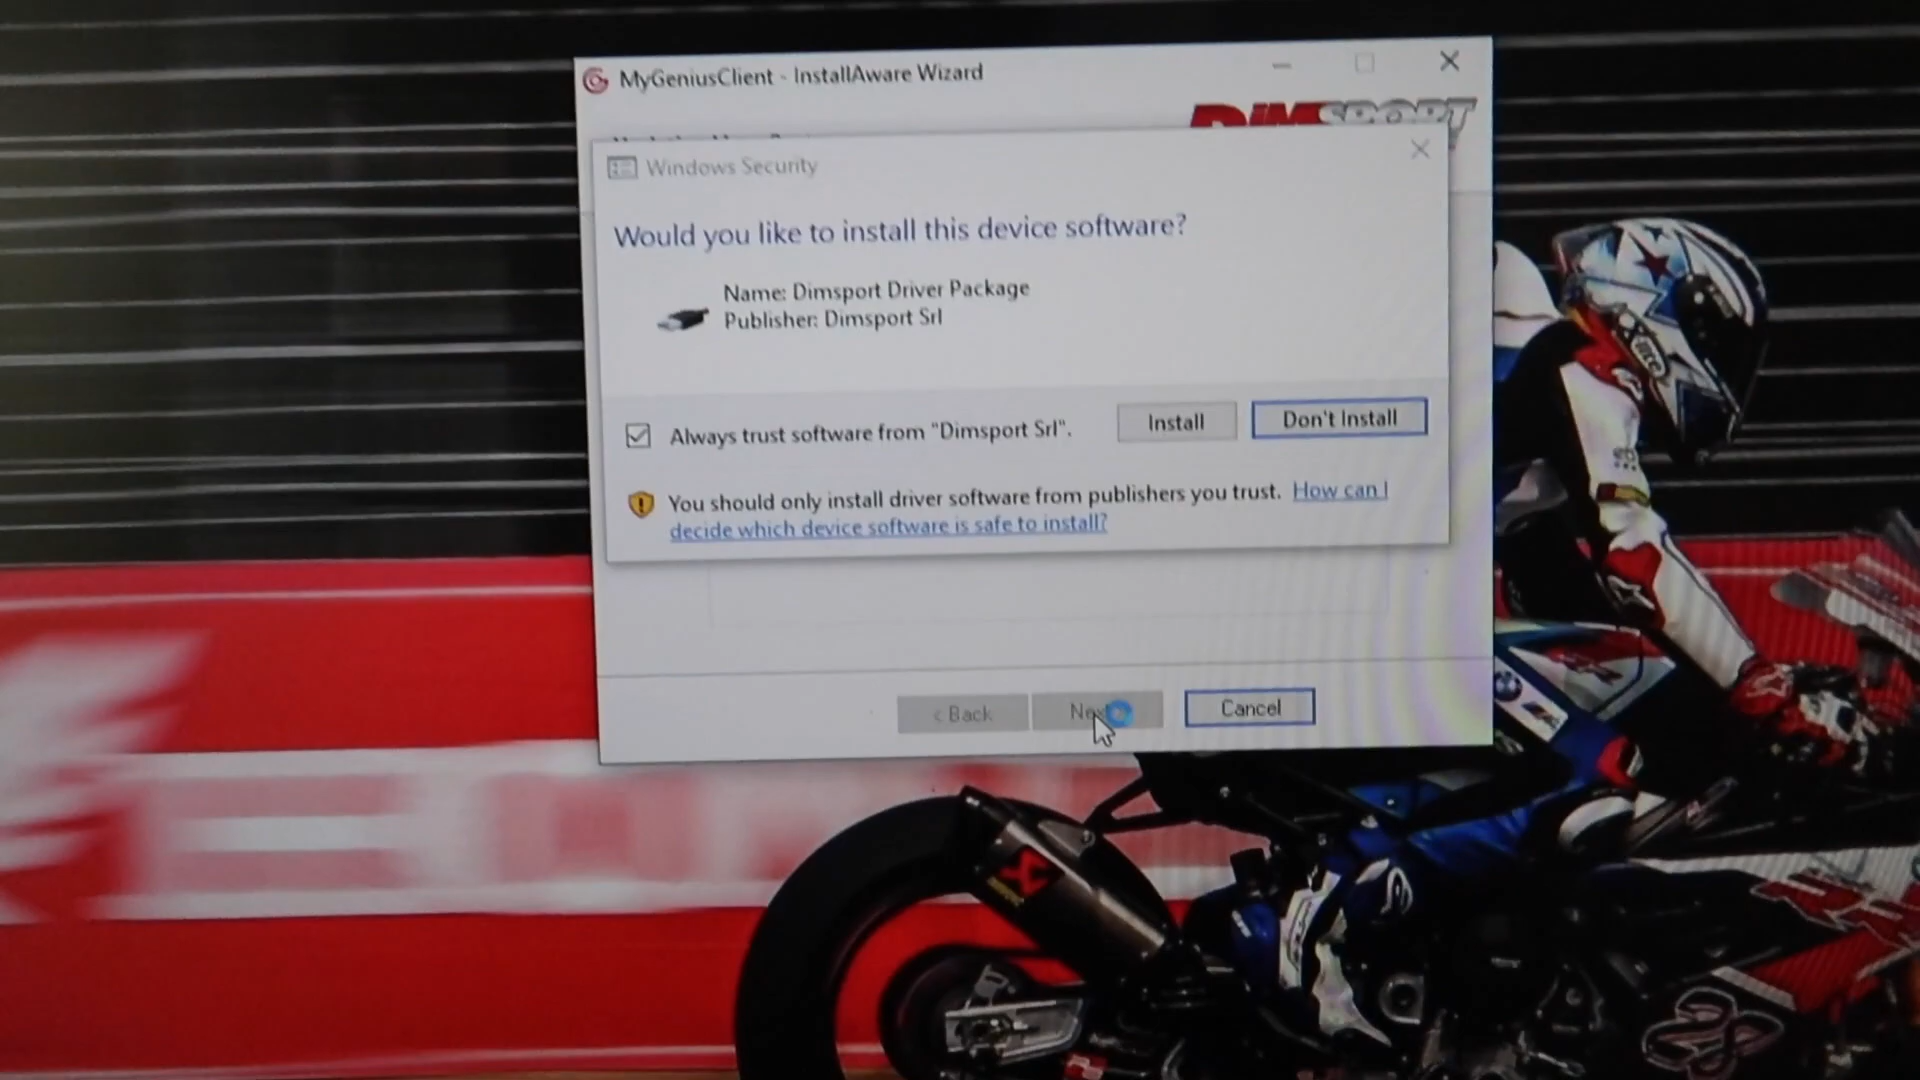 MyGeniusClient - InstallAware Wizard
DIMSPORT
Windows Security
Would you like to install this device software?
Name: Dimsport Driver Package
Publisher: Dimsport Srl
Always trust software from "Dimsport Srl".
Install
Don't Install
You should only install driver software from publishers you trust. How can I
decide which device software is safe to install?
< Back
Next
Cancel